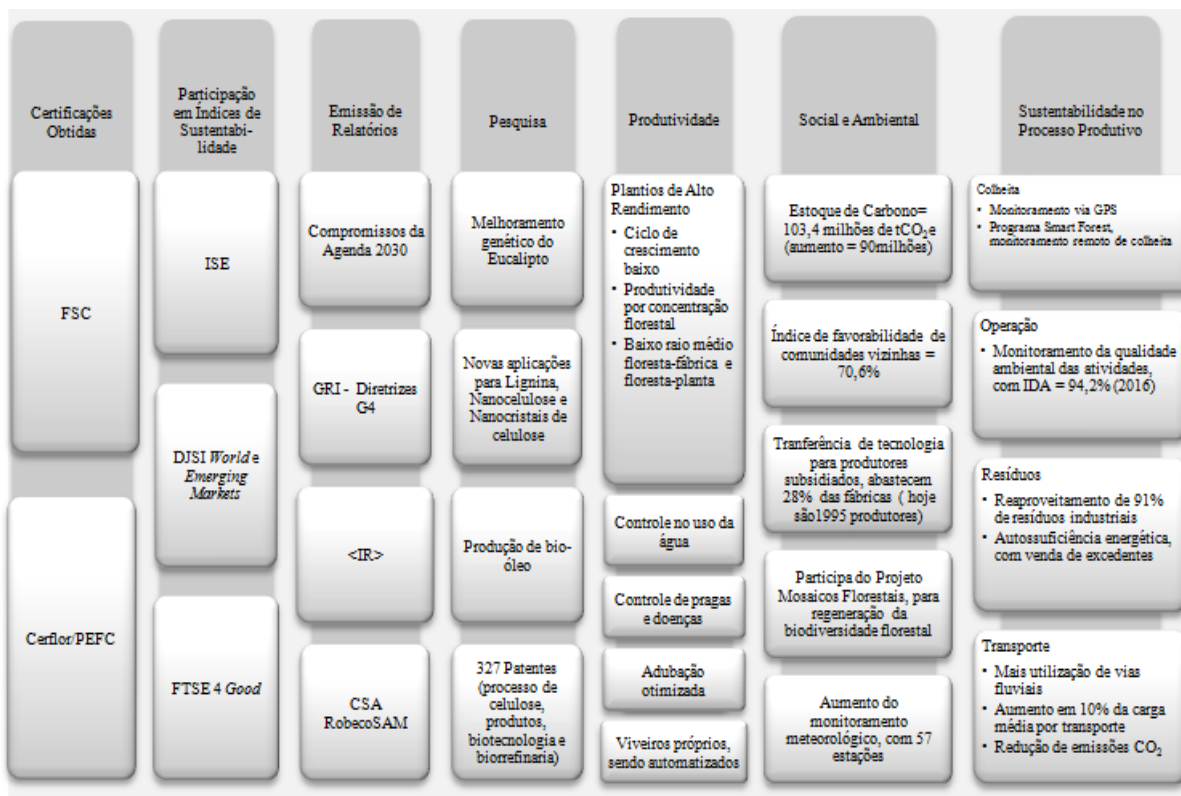 Certificações
Obtidas
FSC
Cerflor/PEFC
Participação
em Índices de
Sustentabi-
lidade
ISE
DJSI World e
Emerging
Markets
FTSE 4 Good
Emissão de
Relatórios
Compromissos da
Agenda 2030
GRI - Diretrizes
G4
<IR>
CSA
RobecoSAM
Pesquisa
Melhoramento
genético do
Eucalipto
Novas aplicações
para Lignina,
Nanocelulose e
Nanocristais de
celulose
Produção de bio-
óleo
327 Patentes
(processo de
celulose,
produtos,
biotecnologia e
biorrefinaria)
Produtividade
Plantios de Alto
Rendimento
• Ciclo de
crescimento
baixo
• Produtividade
por concentração
florestal
• Baixo raio médio
floresta-fábrica e
floresta-planta
Controle no uso da
água
Controle de pragas
e doenças
Adubação
otimizada
Viveiros próprios,
sendo automatizados
Social e Ambiental
Estoque de Carbono=
103,4 milhões de tCO₂e
(aumento = 90milhões)
Índice de favorabilidade de
comunidades vizinhas =
70,6%
Tranferência de tecnologia
para produtores
subsidiados, abastecem
28% das fábricas ( hoje
são1995 produtores)
Participa do Projeto
Mosaicos Florestais, para
regeneração da
biodiversidade florestal
Aumento do
monitoramento
meteorológico, com 57
estações
Sustentabilidade no
Processo Produtivo
Colheita
• Monitoramento via GPS
• Programa Smart Forest,
monitoramento remoto de colheita
Operação
• Monitoramento da qualidade
ambiental das atividades,
com IDA = 94,2% (2016)
Resíduos
• Reaproveitamento de 91%
de resíduos industriais
• Autossuficiência energética,
com venda de excedentes
Transporte
• Mais utilização de vias
fluviais
• Aumento em 10% da carga
média por transporte
• Redução de emissões CO₂